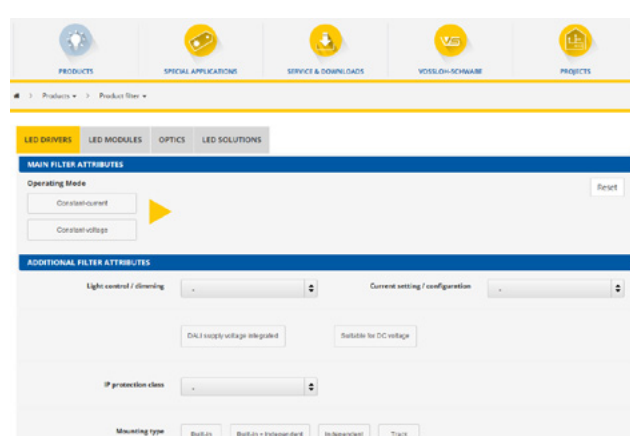 PRODUCTS SPECIAL APPLICATIONS SERVICE & DOWNLOADS VOSSLOH-SCHWABE PROJECTS
> Products > Product filter
LED DRIVERS LED MODULES OPTICS LED SOLUTIONS
MAIN FILTER ATTRIBUTES
Operating Mode
Reset
Constant-current
Constant-voltage
ADDITIONAL FILTER ATTRIBUTES
Light control / dimming Current setting / configuration
DALI supply voltage integrated Suitable for DC voltage
IP protection class
Mounting type Built-in Built-in + Independent Independent Track